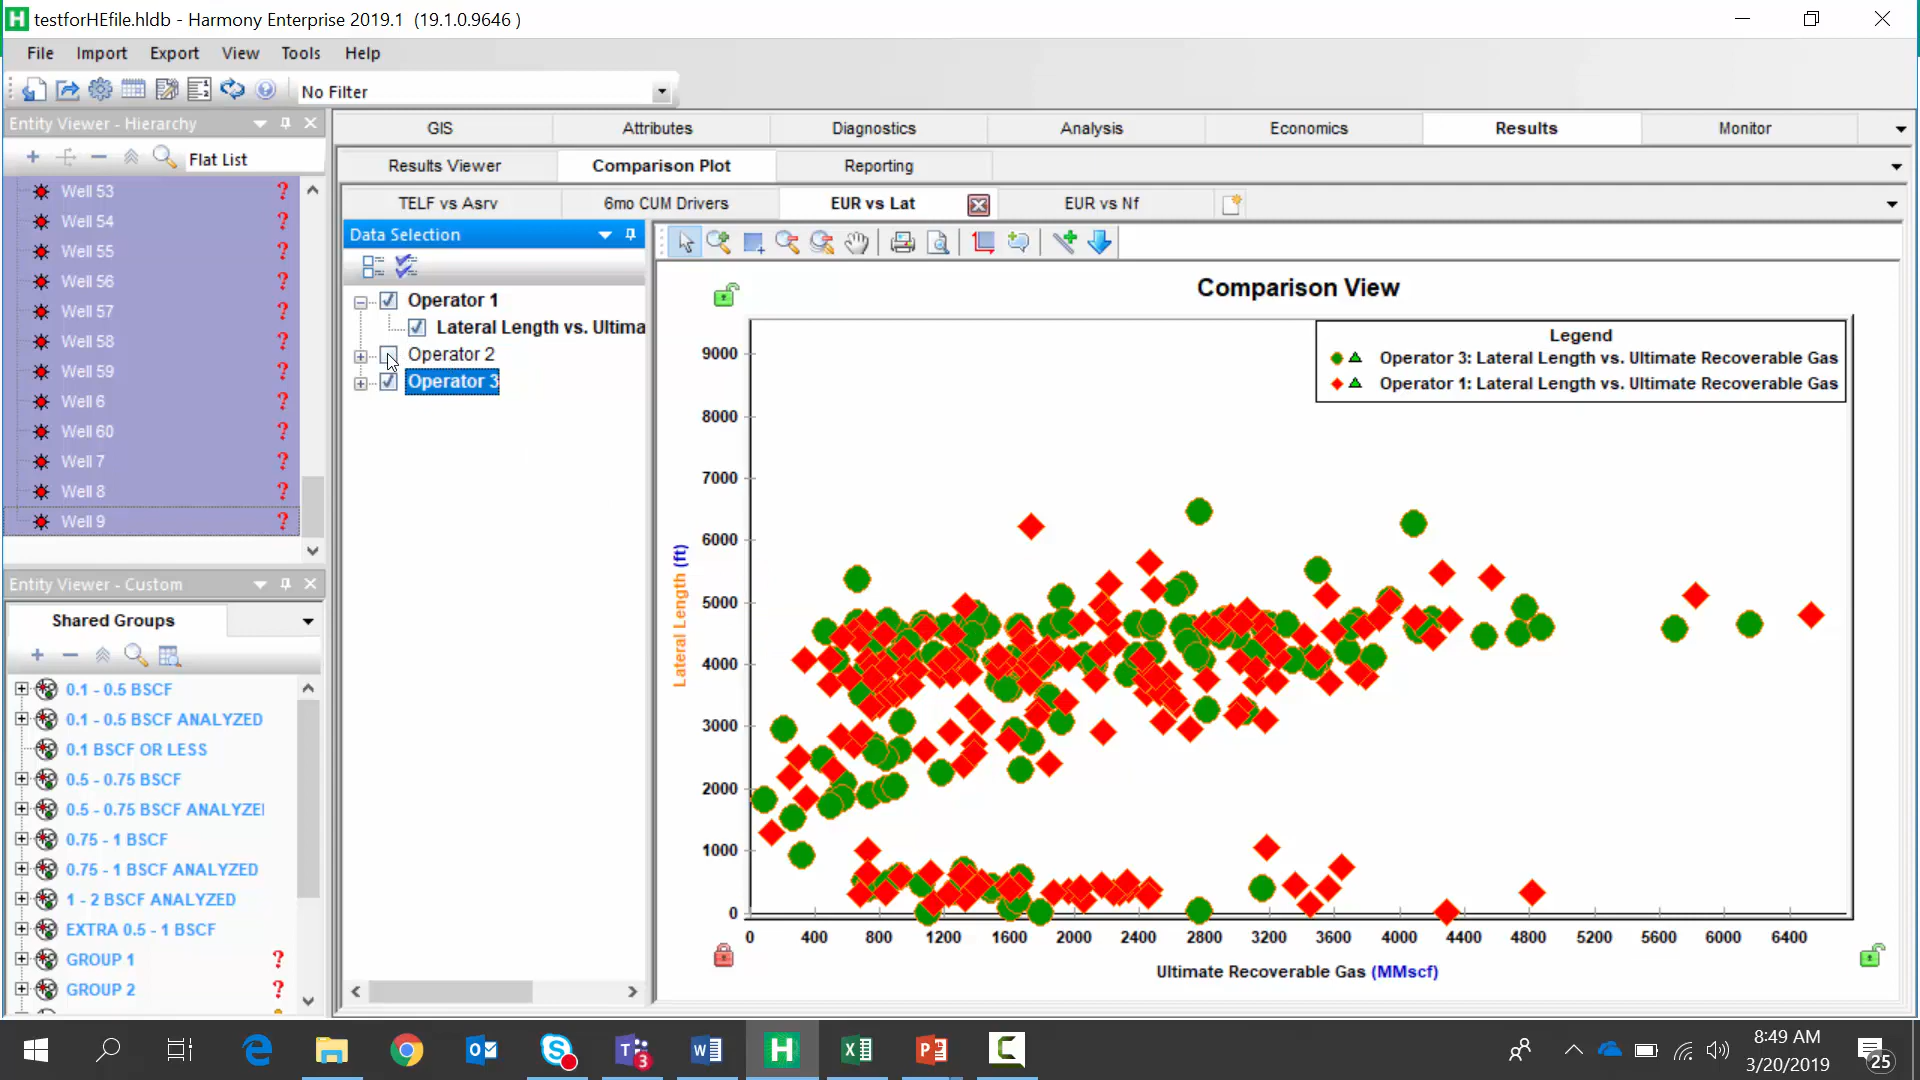 testforHEfile.hldb - Harmony Enterprise 2019.1 (19.1.0.9646 )
File Import Export View Tools Help
No Filter
Entity Viewer - Hierarchy
Flat List
Well 53 ?
Well 54 ?
Well 55 ?
Well 56 ?
Well 57 ?
Well 58 ?
Well 59 ?
Well 6 ?
Well 60 ?
Well 7 ?
Well 8 ?
Well 9 ?
Entity Viewer - Custom
Shared Groups
0.1 - 0.5 BSCF
0.1 - 0.5 BSCF ANALYZED
0.1 BSCF OR LESS
0.5 - 0.75 BSCF
0.5 - 0.75 BSCF ANALYZEI
0.75 - 1 BSCF
0.75 - 1 BSCF ANALYZED
1 - 2 BSCF ANALYZED
EXTRA 0.5 - 1 BSCF
GROUP 1 ?
GROUP 2 ?
GIS Attributes Diagnostics Analysis Economics Results Monitor
Results Viewer Comparison Plot Reporting
TELF vs Asrv 6mo CUM Drivers EUR vs Lat EUR vs Nf
Data Selection
Operator 1
Lateral Length vs. Ultima
Operator 2
Operator 3
Comparison View
Legend
Operator 3: Lateral Length vs. Ultimate Recoverable Gas
Operator 1: Lateral Length vs. Ultimate Recoverable Gas
Lateral Length (ft)
9000
8000
7000
6000
5000
4000
3000
2000
1000
0
0 400 800 1200 1600 2000 2400 2800 3200 3600 4000 4400 4800 5200 5600 6000 6400
Ultimate Recoverable Gas (MMscf)
8:49 AM
3/20/2019
3
25